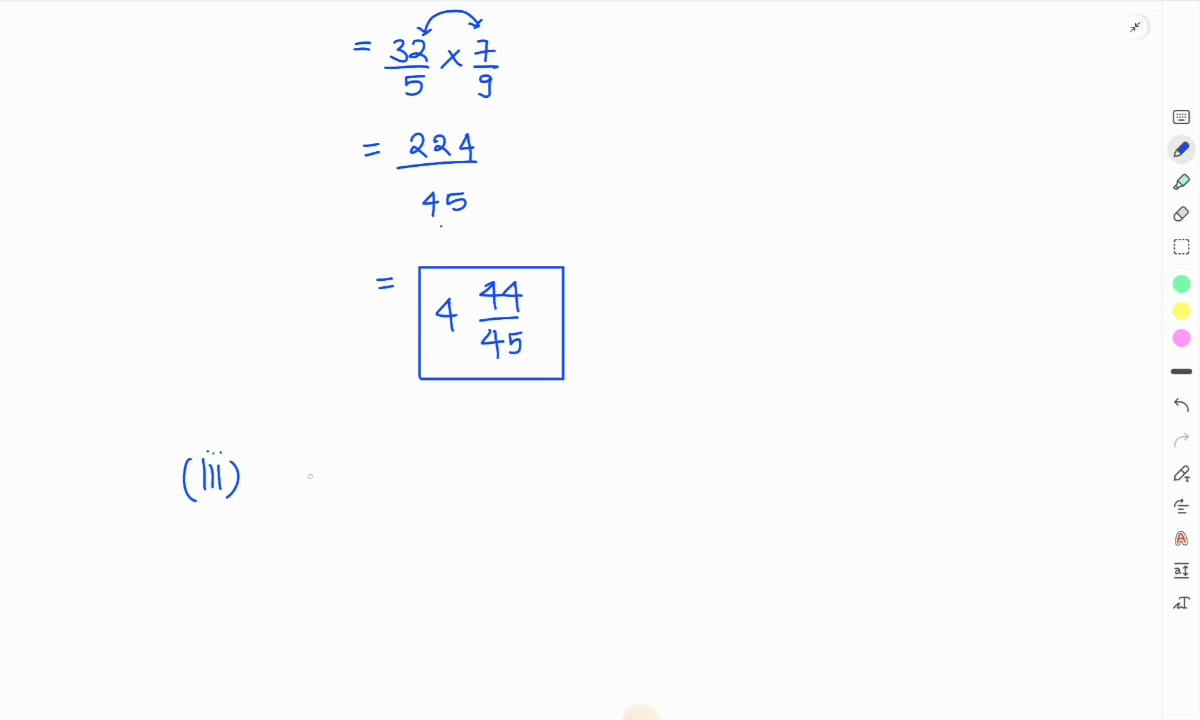 = 32/5 × 7/9
= 224/45
= 4 44/45
(iii)